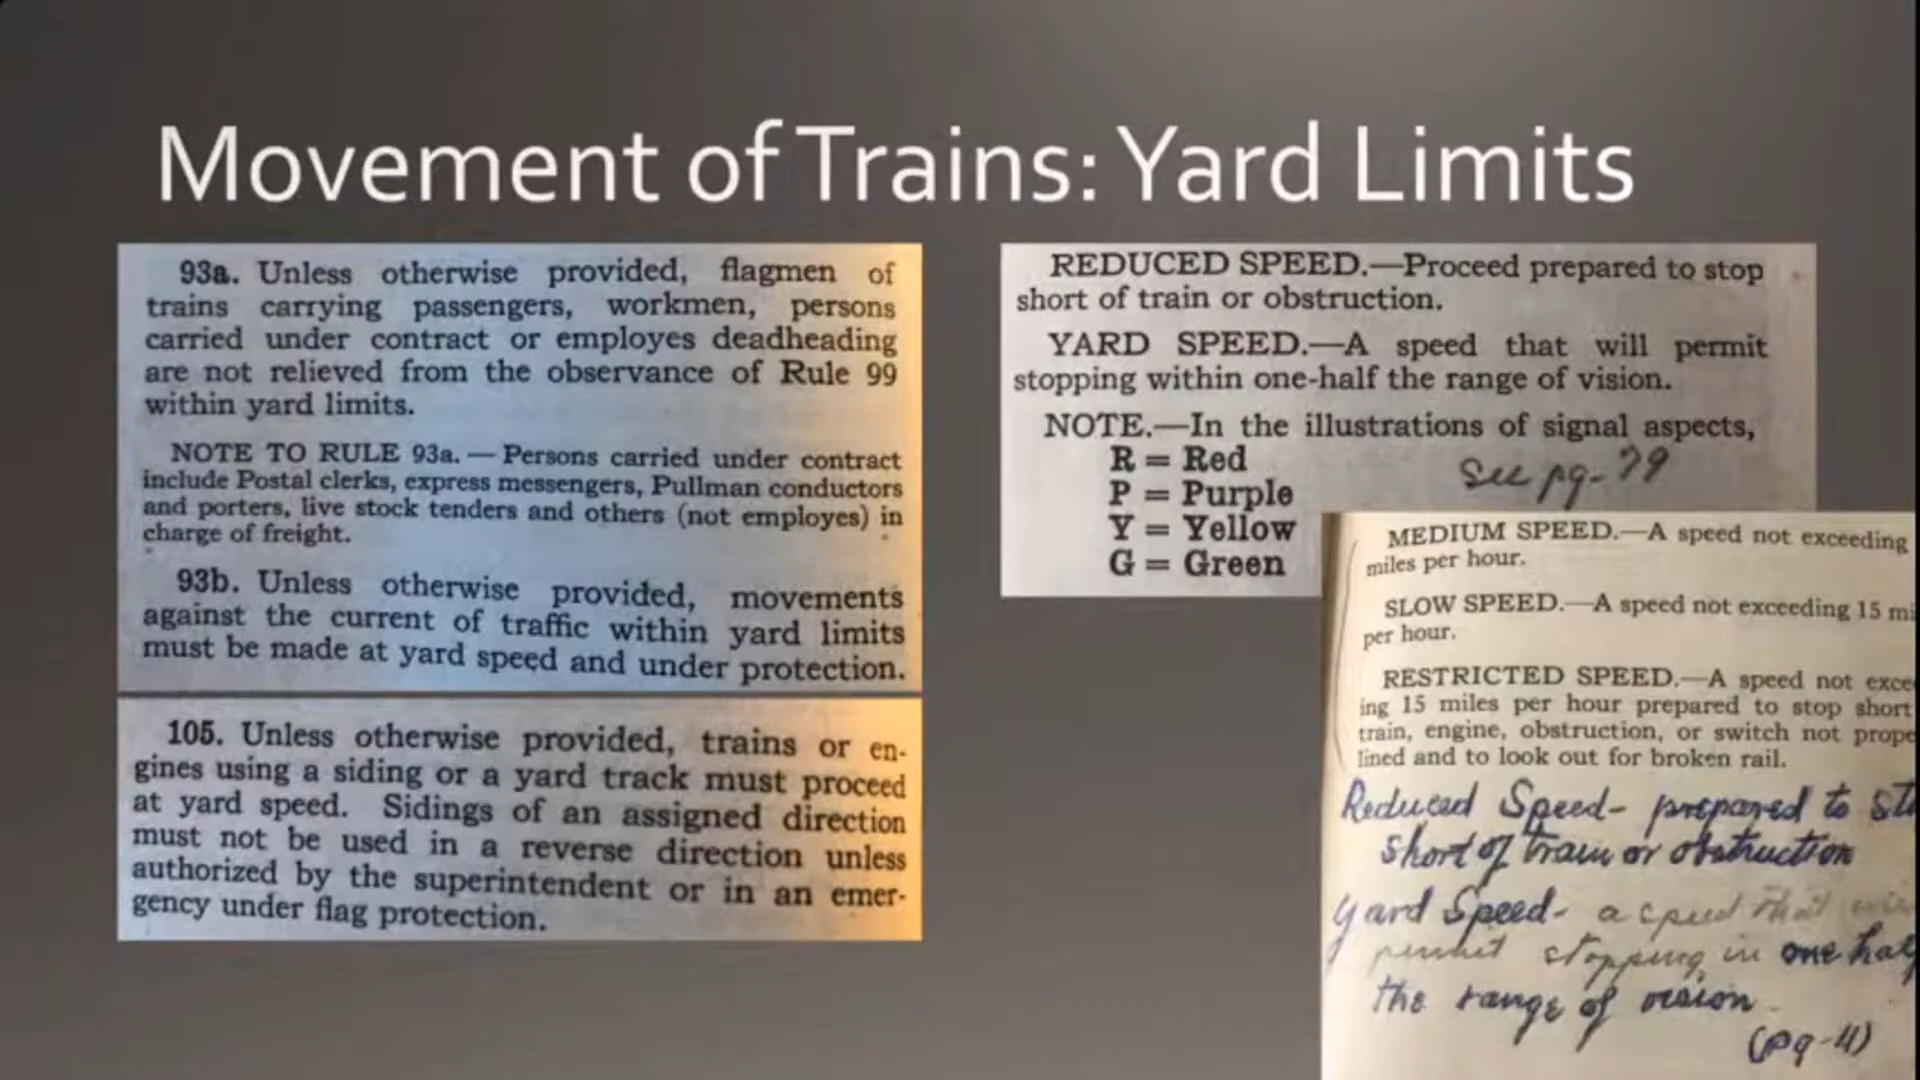 Movement of Trains: Yard Limits
93a. Unless otherwise provided, flagmen of
trains carrying passengers, workmen, persons
carried under contract or employes deadheading
are not relieved from the observance of Rule 99
within yard limits.
NOTE TO RULE 93a. — Persons carried under contract
include Postal clerks, express messengers, Pullman conductors
and porters, live stock tenders and others (not employes) in
charge of freight.
93b. Unless otherwise provided, movements
against the current of traffic within yard limits
must be made at yard speed and under protection.
105. Unless otherwise provided, trains or en-
gines using a siding or a yard track must proceed
at yard speed. Sidings of an assigned direction
must not be used in a reverse direction unless
authorized by the superintendent or in an emer-
gency under flag protection.
REDUCED SPEED.—Proceed prepared to stop
short of train or obstruction.
YARD SPEED.—A speed that will permit
stopping within one-half the range of vision.
NOTE.—In the illustrations of signal aspects,
R = Red
P = Purple
Y = Yellow
G = Green
See pg-79
MEDIUM SPEED.—A speed not exceeding
miles per hour.
SLOW SPEED.—A speed not exceeding 15 mi
per hour.
RESTRICTED SPEED.—A speed not exce
ing 15 miles per hour prepared to stop short
train, engine, obstruction, or switch not prope
lined and to look out for broken rail.
Reduced Speed- prepared to sto
short of train or obstruction
Yard Speed- a speed that
permit stopping in one hal
the range of vision
(pg-11)